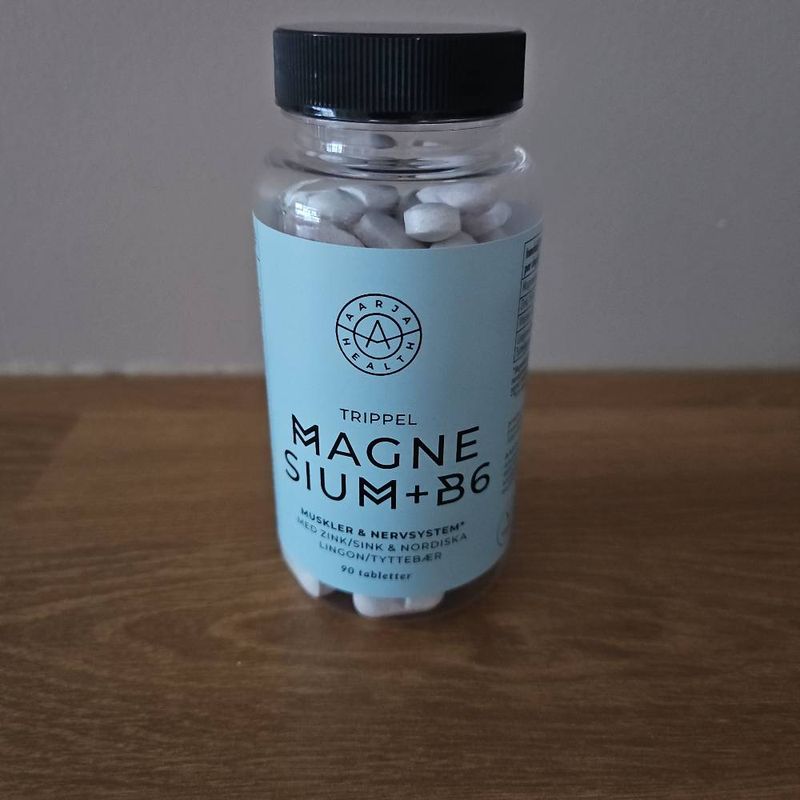 AARJA
HEALTH
A
TRIPPEL
MAGNE
SIUM+B6
MUSKLER & NERVSYSTEM*
MED ZINK/SINK & NORDISKA
LINGON/TYTTEBÆR
90 tabletter